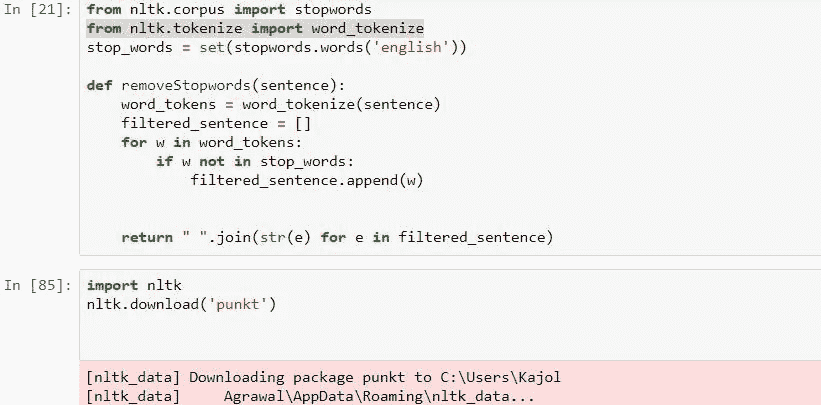 In [21]: from nltk.corpus import stopwords
from nltk.tokenize import word_tokenize
stop_words = set(stopwords.words('english'))
def removeStopwords(sentence):
    word_tokens = word_tokenize(sentence)
    filtered_sentence = []
    for w in word_tokens:
        if w not in stop_words:
            filtered_sentence.append(w)
    return " ".join(str(e) for e in filtered_sentence)
In [85]: import nltk
nltk.download('punkt')
[nltk_data] Downloading package punkt to C:\Users\Kajol
[nltk_data]     Agrawal\AppData\Roaming\nltk_data...